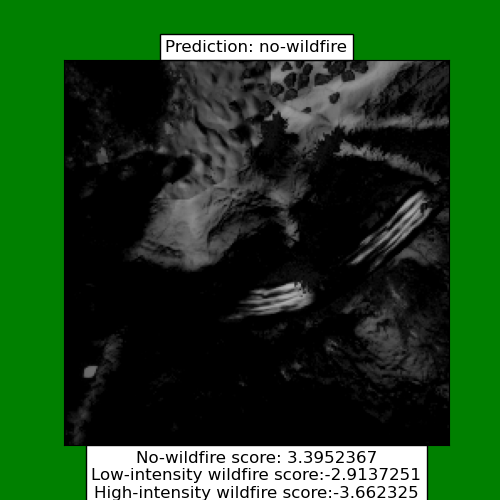 Prediction: no-wildfire
No-wildfire score: 3.3952367
Low-intensity wildfire score:-2.9137251
High-intensity wildfire score:-3.662325